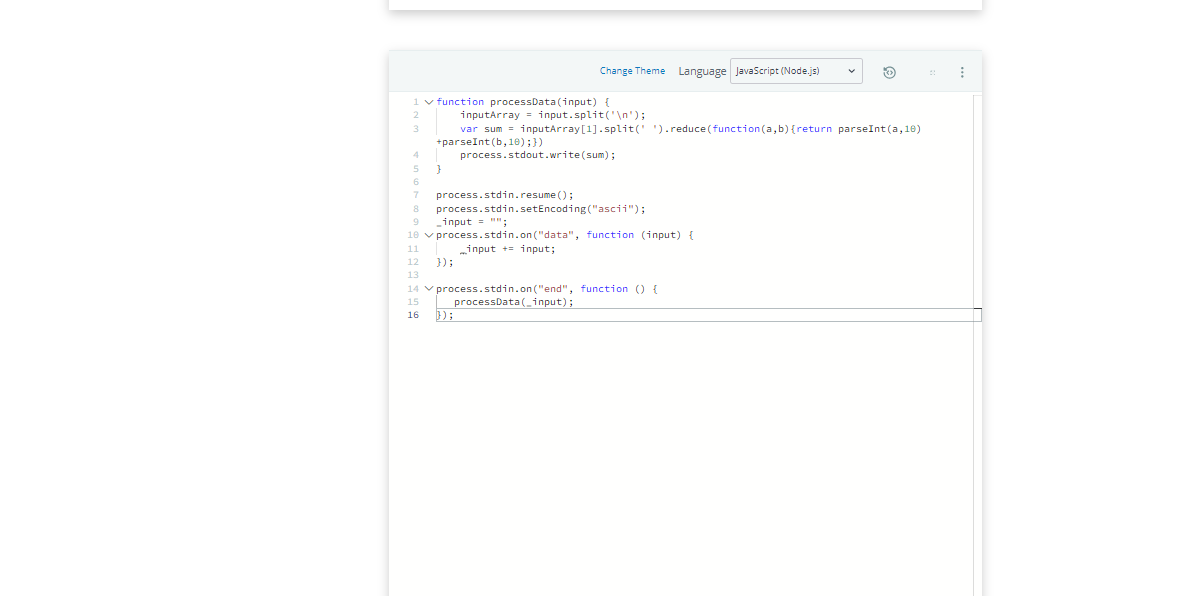 Change Theme Language JavaScript (Node.js)
1 function processData(input) {
2 inputArray = input.split('\n');
3 var sum = inputArray[1].split(' ').reduce(function(a,b){return parseInt(a,10)
+parseInt(b,10);})
4 process.stdout.write(sum);
5 }
6
7 process.stdin.resume();
8 process.stdin.setEncoding("ascii");
9 _input = "";
10 process.stdin.on("data", function (input) {
11 _input += input;
12 });
13
14 process.stdin.on("end", function () {
15 processData(_input);
16 });